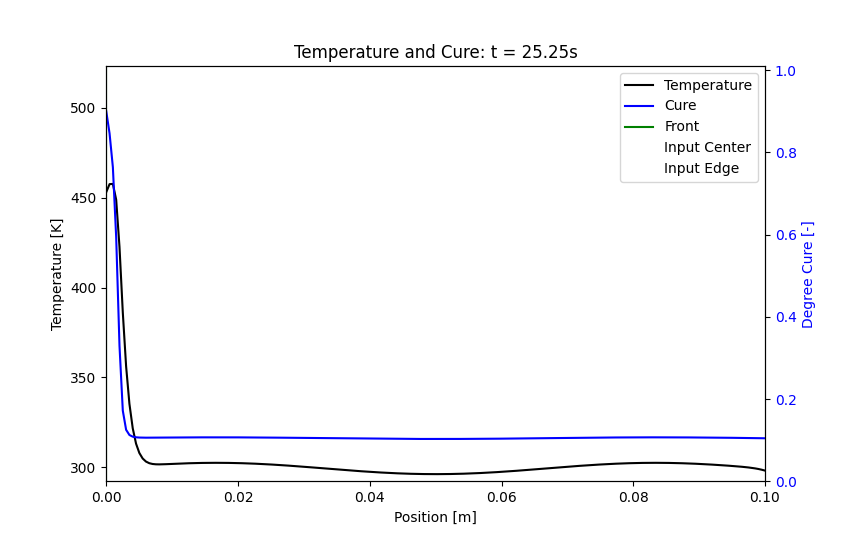 Temperature and Cure: t = 25.25s
Temperature
Cure
Front
Input Center
Input Edge
Temperature [K]
500
450
400
350
300
1.0
0.8
0.6
0.4
0.2
0.0
Degree Cure [-]
0.00 0.02 0.04 0.06 0.08 0.10
Position [m]